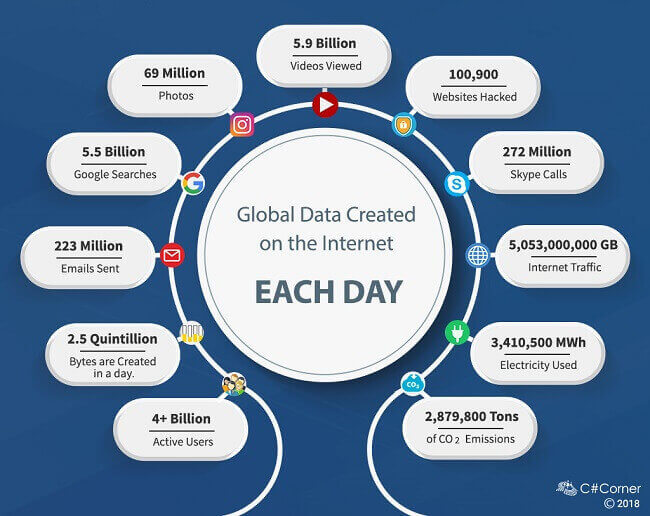 5.9 Billion
Videos Viewed
69 Million
Photos
100,900
Websites Hacked
5.5 Billion
Google Searches
272 Million
Skype Calls
Global Data Created
on the Internet
EACH DAY
223 Million
Emails Sent
5,053,000,000 GB
Internet Traffic
2.5 Quintillion
Bytes are Created
in a day.
3,410,500 MWh
Electricity Used
4+ Billion
Active Users
CO₂
2,879,800 Tons
of CO 2 Emissions
C#Corner
© 2018